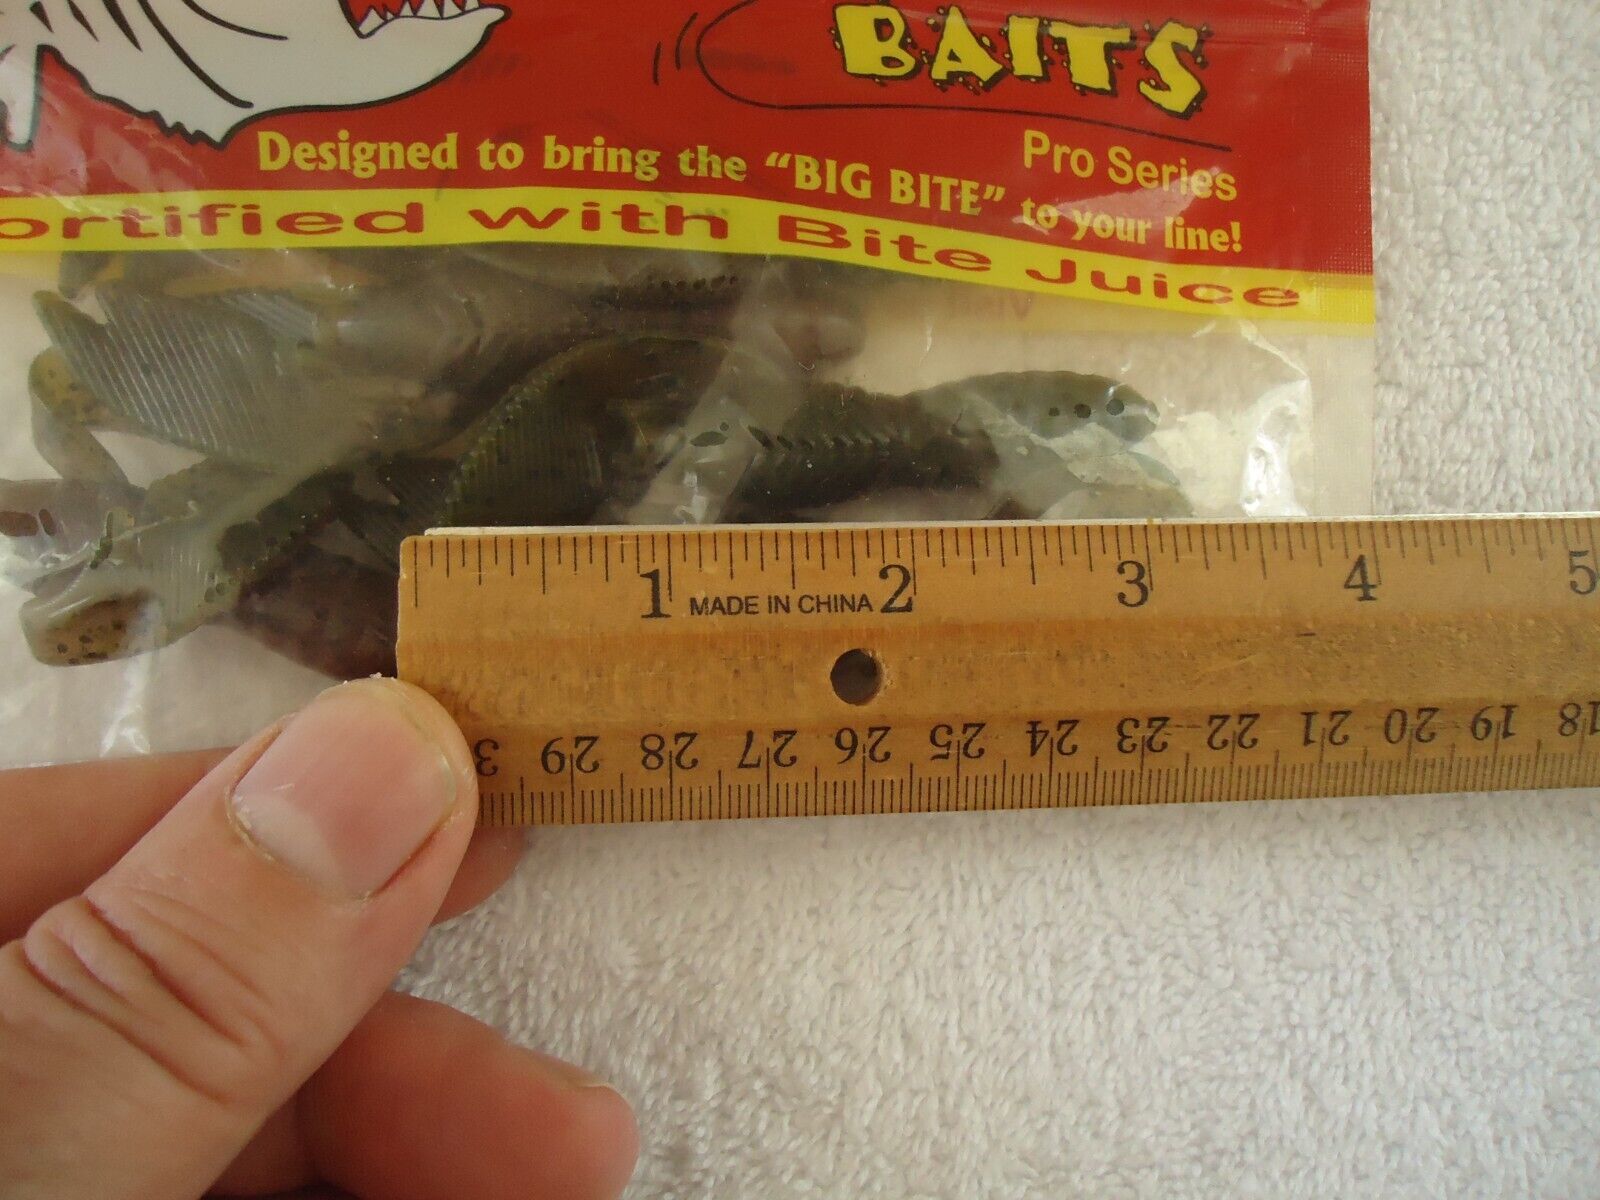 BAITS
Pro Series
Designed to bring the "BIG BITE" to your line!
ortified with Bite Juice
1 2 3 4 5
MADE IN CHINA
3 29 28 27 26 25 24 23 22 21 20 19 18